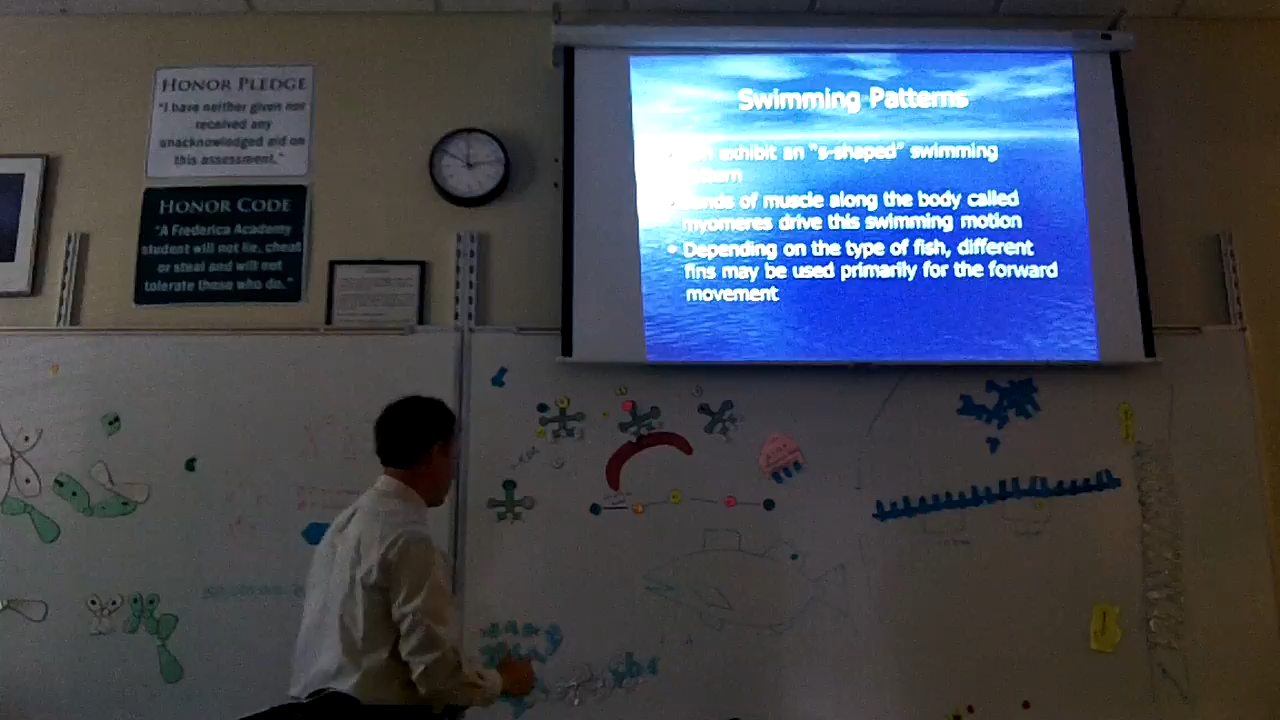 HONOR PLEDGE
"I have neither given nor
received any
unacknowledged aid on
this assessment."
HONOR CODE
"A Frederica Academy
student will not lie, cheat
or steal and will not
tolerate those who do."
Swimming Patterns
exhibit an "s-shaped" swimming
of muscle along the body called
myomeres drive this swimming motion
• Depending on the type of fish, different
fins may be used primarily for the forward
movement